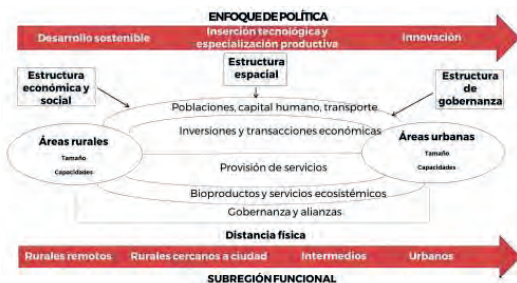 ENFOQUE DE POLÍTICA
Desarrollo sostenible
Inserción tecnológica y
especialización productiva
Innovación
Estructura
económica y
social
Estructura
espacial
Estructura
de
gobernanza
Poblaciones, capital humano, transporte
Inversiones y transacciones económicas
Áreas rurales
Tamaño
Capacidades
Áreas urbanas
Tamaño
Capacidades
Provisión de servicios
Bioproductos y servicios ecosistémicos
Gobernanza y alianzas
Distancia física
Rurales remotos
Rurales cercanos a ciudad
Intermedios
Urbanos
SUBREGIÓN FUNCIONAL